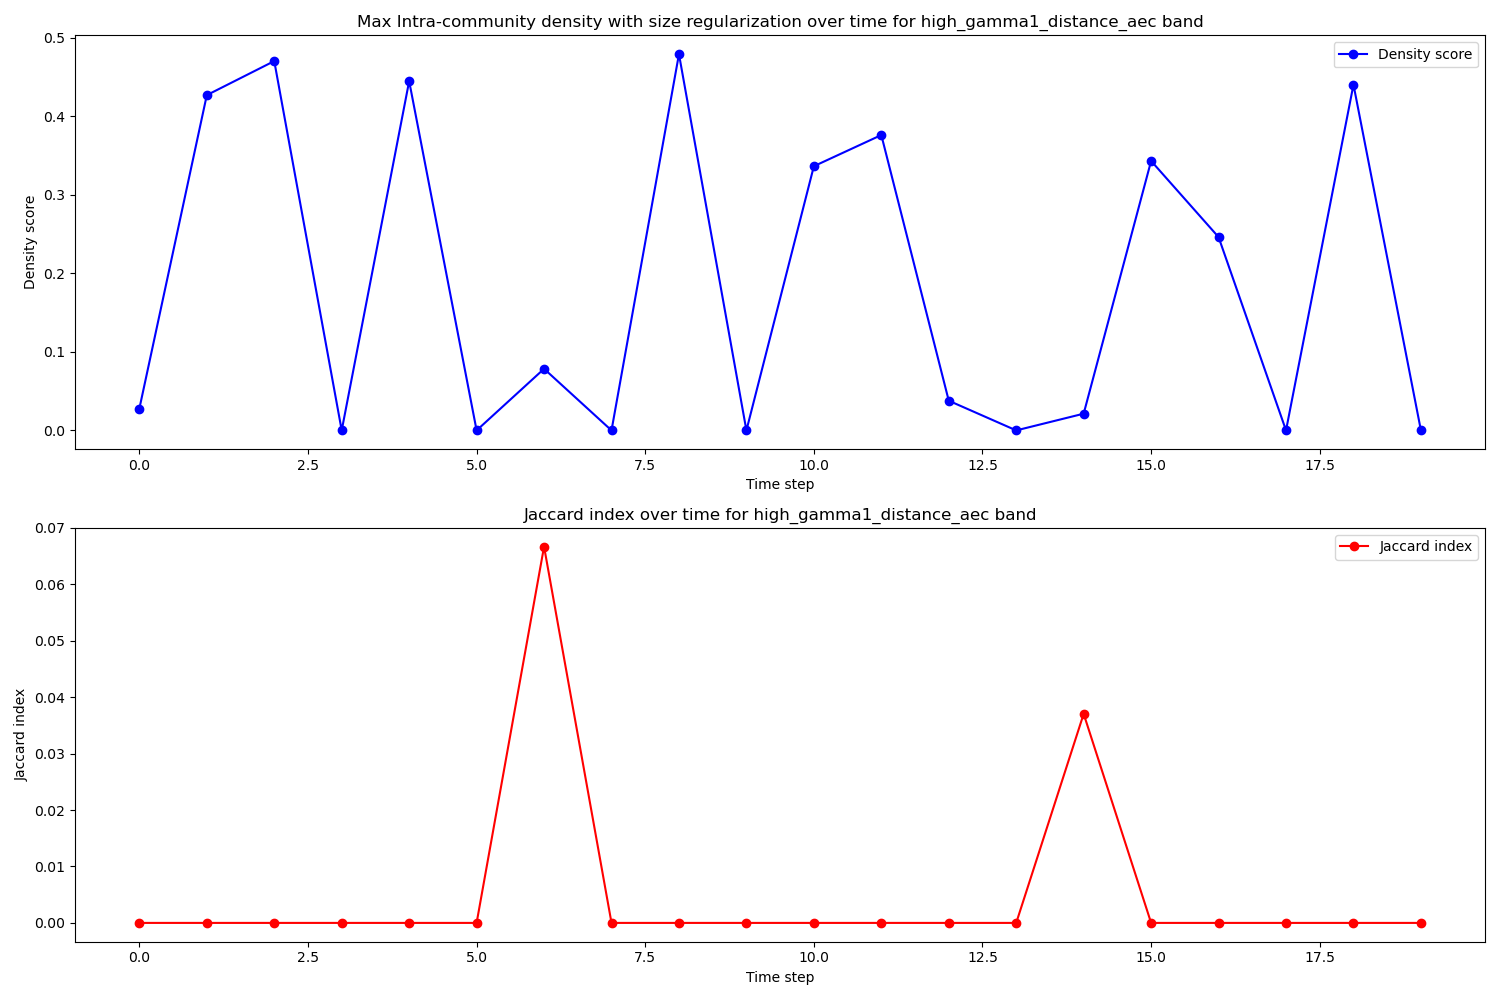 Max Intra-community density with size regularization over time for high_gamma1_distance_aec band
Density score
0.5
0.4
0.3
0.2
0.1
0.0
Density score
0.0 2.5 5.0 7.5 10.0 12.5 15.0 17.5
Time step
Jaccard index over time for high_gamma1_distance_aec band
Jaccard index
0.07
0.06
0.05
0.04
0.03
0.02
0.01
0.00
Jaccard index
0.0 2.5 5.0 7.5 10.0 12.5 15.0 17.5
Time step